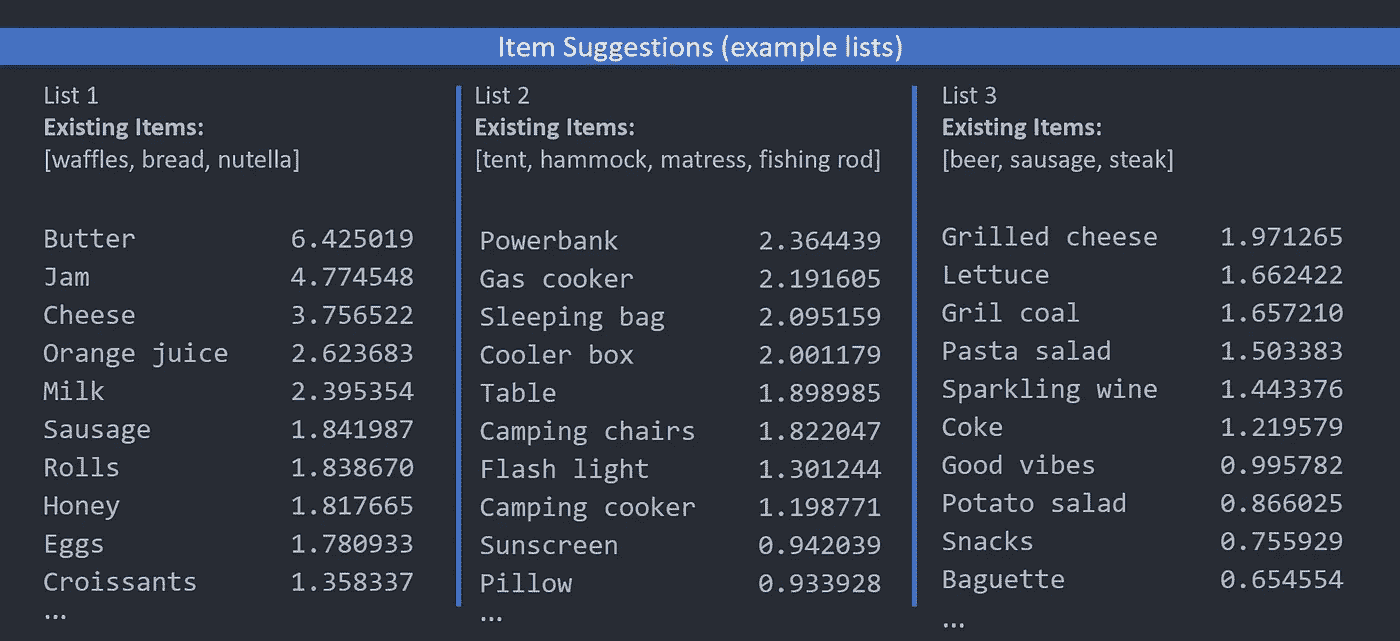 Item Suggestions (example lists)
List 1
Existing Items:
[waffles, bread, nutella]
Butter 6.425019
Jam 4.774548
Cheese 3.756522
Orange juice 2.623683
Milk 2.395354
Sausage 1.841987
Rolls 1.838670
Honey 1.817665
Eggs 1.780933
Croissants 1.358337
...
List 2
Existing Items:
[tent, hammock, matress, fishing rod]
Powerbank 2.364439
Gas cooker 2.191605
Sleeping bag 2.095159
Cooler box 2.001179
Table 1.898985
Camping chairs 1.822047
Flash light 1.301244
Camping cooker 1.198771
Sunscreen 0.942039
Pillow 0.933928
...
List 3
Existing Items:
[beer, sausage, steak]
Grilled cheese 1.971265
Lettuce 1.662422
Gril coal 1.657210
Pasta salad 1.503383
Sparkling wine 1.443376
Coke 1.219579
Good vibes 0.995782
Potato salad 0.866025
Snacks 0.755929
Baguette 0.654554
...